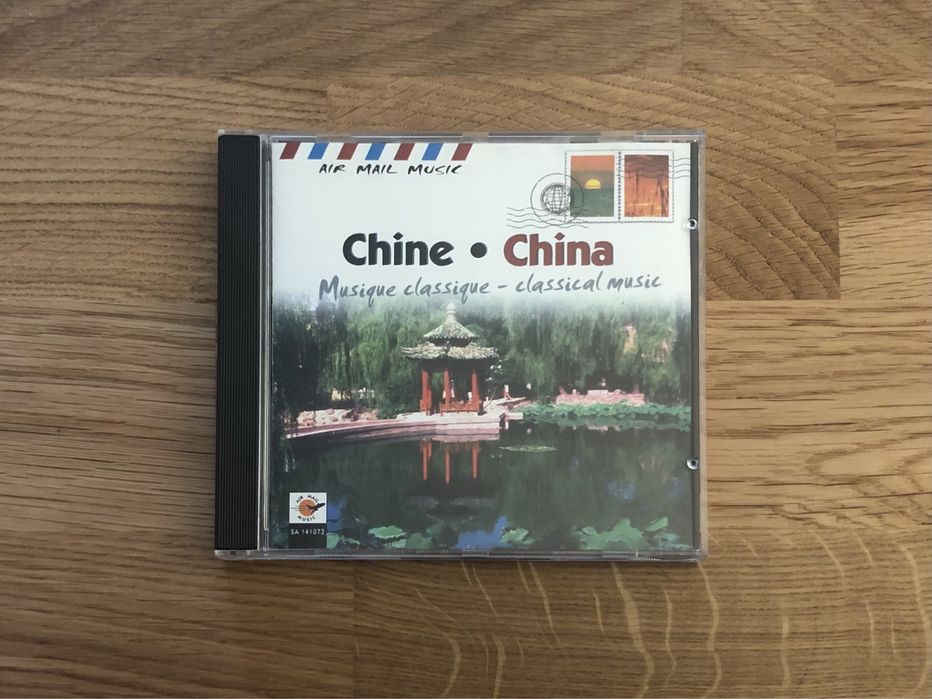 AIR MAIL MUSIC
Chine • China
Musique classique - classical music
AIR MAIL
MUSIC
SA 141073